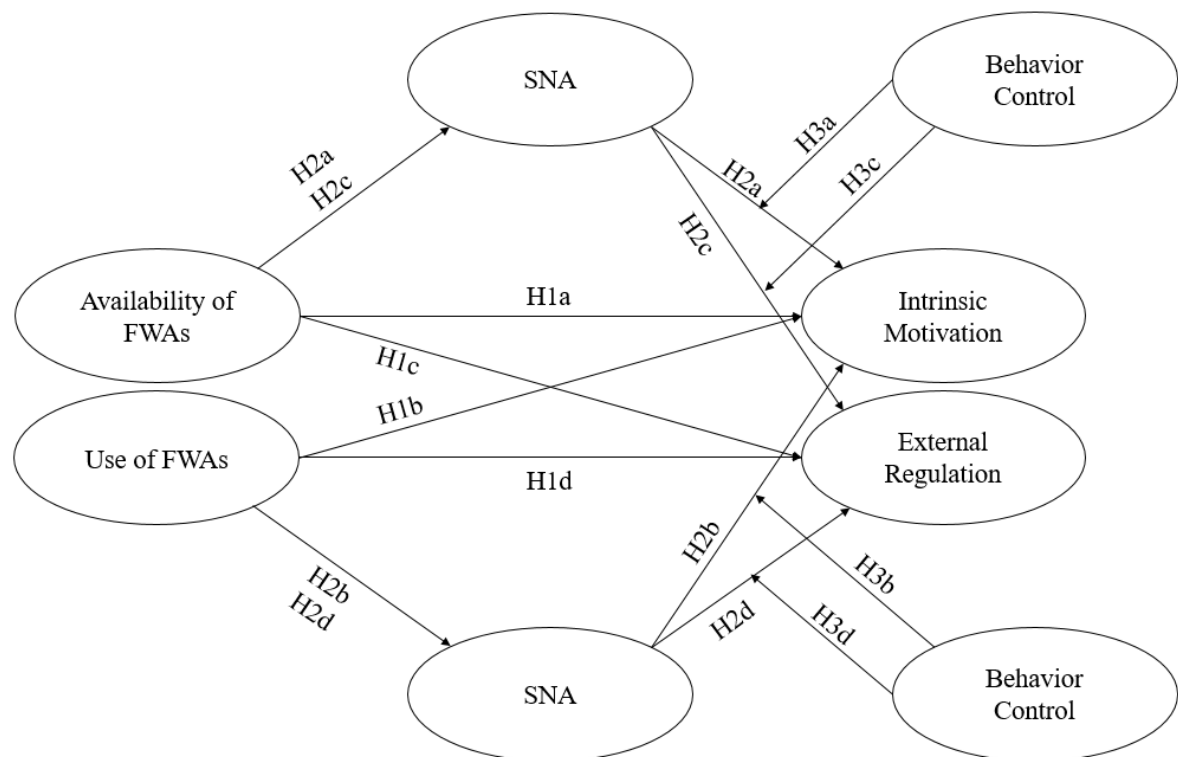 SNA
Behavior
Control
H2a
H2c
H2a
H3a
H3c
H2c
Availability of
FWAs
H1a
Intrinsic
Motivation
H1c
H1b
Use of FWAs
H1d
External
Regulation
H2b
H2d
H2b
H2d
H3b
H3d
SNA
Behavior
Control